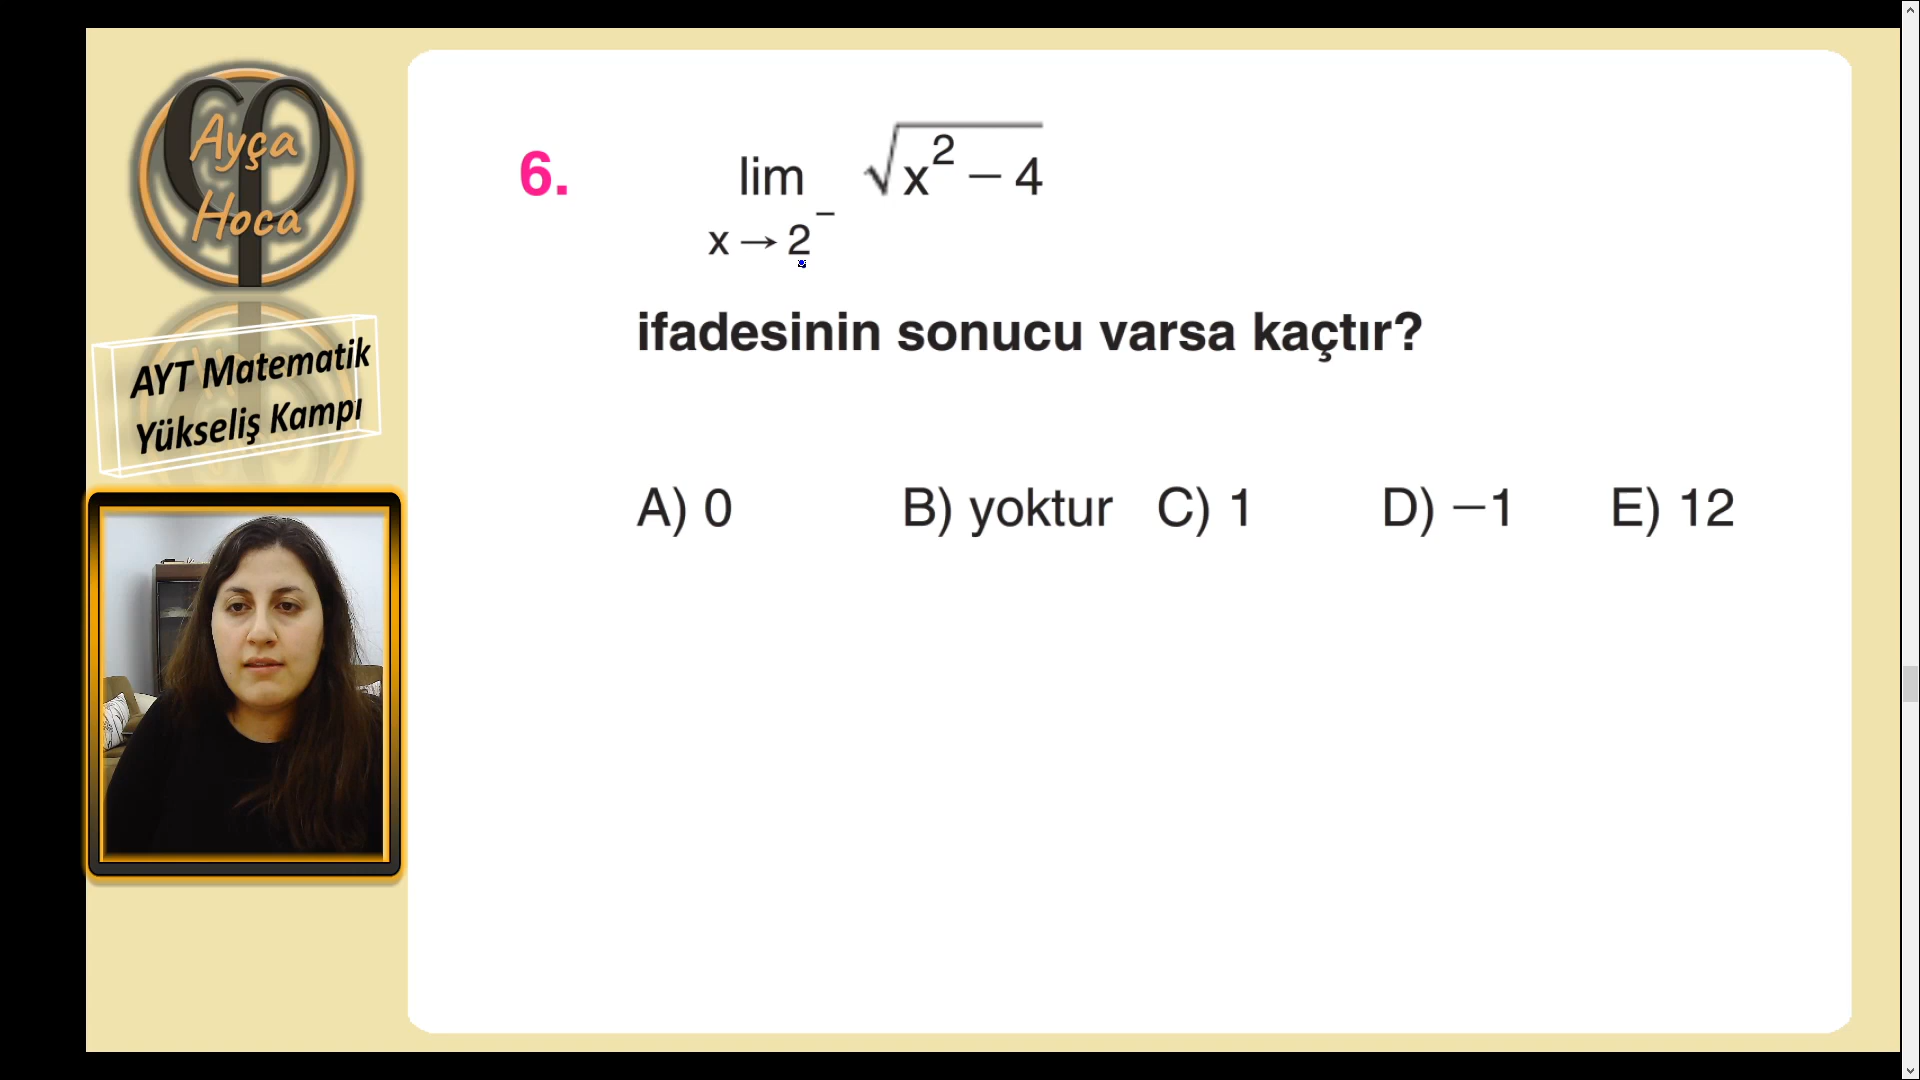 Ayça
Hoca
AYT Matematik
Yükseliş Kampı
6. lim √(x² − 4)
x → 2⁻
ifadesinin sonucu varsa kaçtır?
A) 0 B) yoktur C) 1 D) −1 E) 12